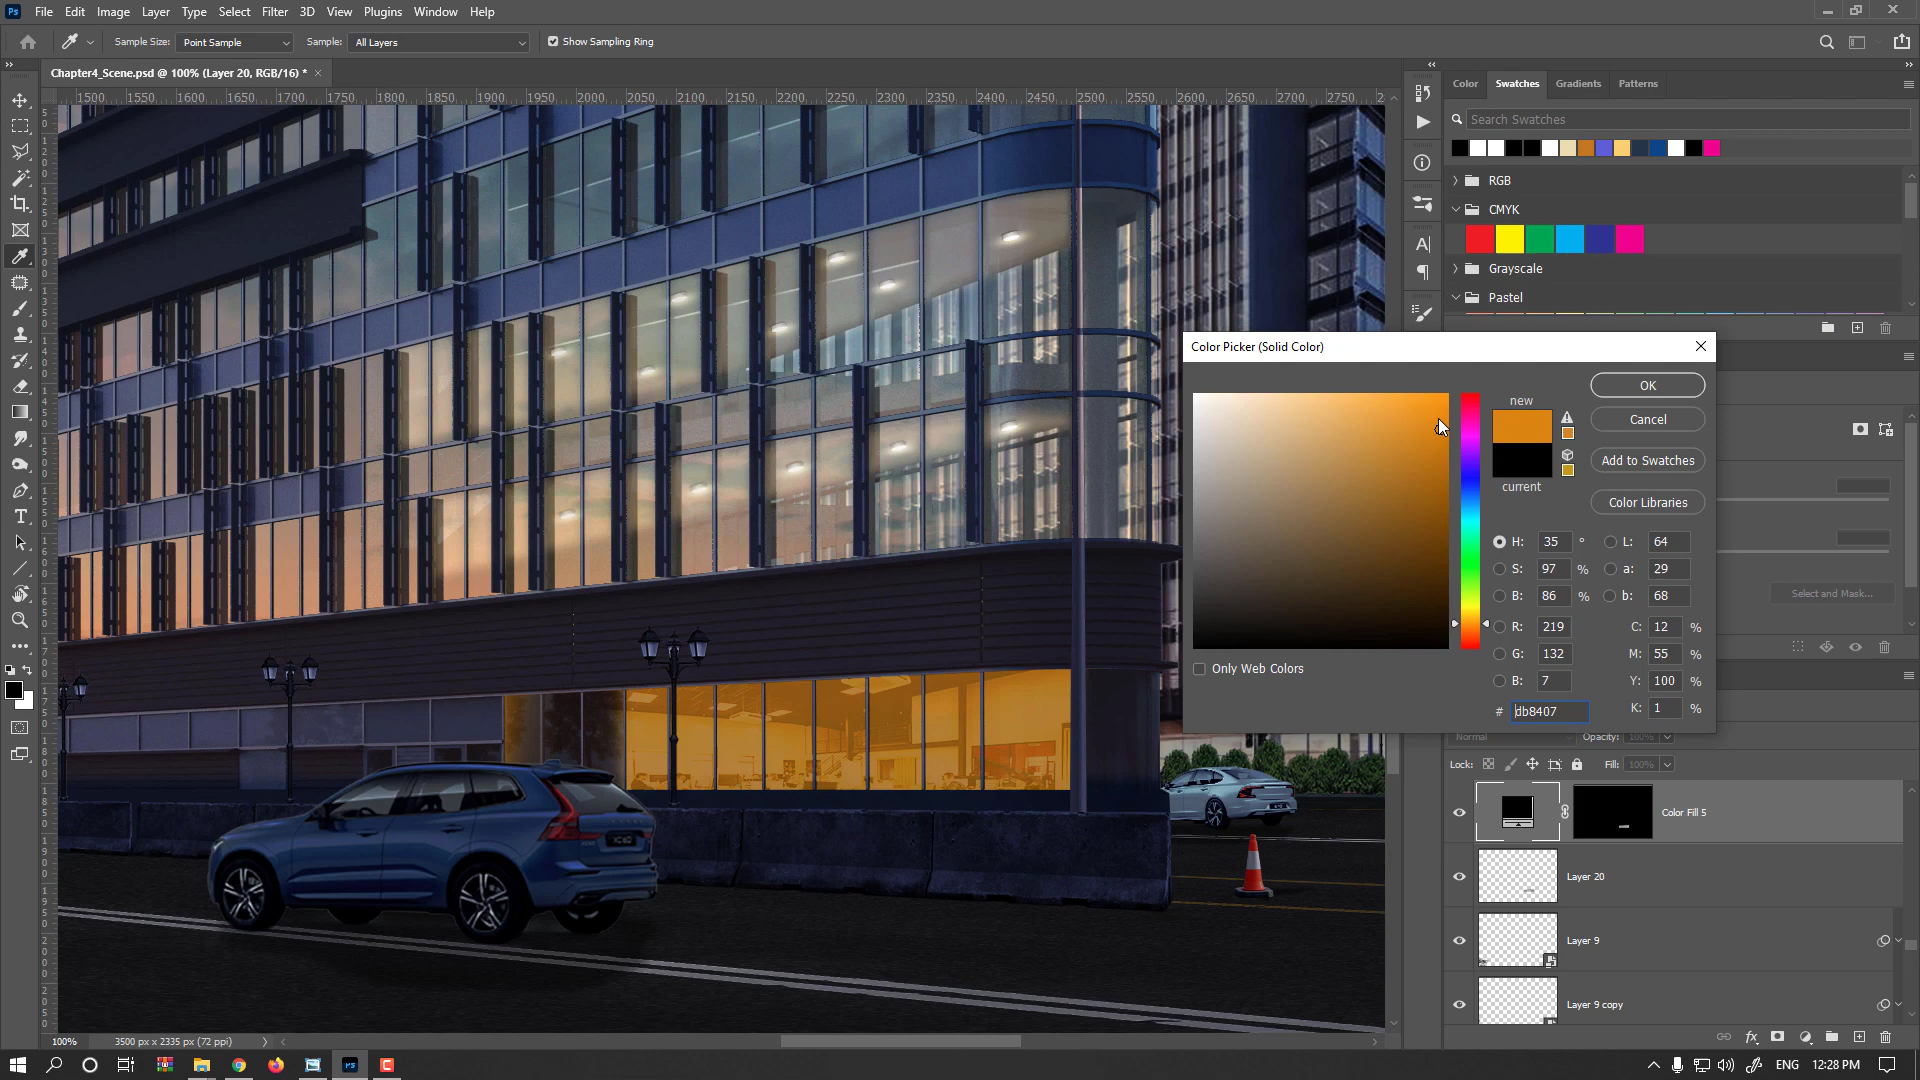 Ps File Edit Image Layer Type Select Filter 3D View Plugins Window Help
Sample Size: Point Sample Sample: All Layers Show Sampling Ring
Chapter4_Scene.psd @ 100% (Layer 20, RGB/16) *
1500 1550 1600 1650 1700 1750 1800 1850 1900 1950 2000 2050 2100 2150 2200 2250 2300 2350 2400 2450 2500 2550 2600 2650 2700 2750
Color Swatches Gradients Patterns
Search Swatches
RGB
CMYK
Grayscale
Pastel
Color Picker (Solid Color)
new
current
OK
Cancel
Add to Swatches
Color Libraries
H: 35 ° L: 64
S: 97 % a: 29
B: 86 % b: 68
R: 219 C: 12 %
G: 132 M: 55 %
B: 7 Y: 100 %
# db8407 K: 1 %
Only Web Colors
Select and Mask...
Normal Opacity: 100%
Lock: Fill: 100%
Color Fill 5
Layer 20
Layer 9
Layer 9 copy
XC60
100% 3500 px x 2335 px (72 ppi)
ENG 12:28 PM